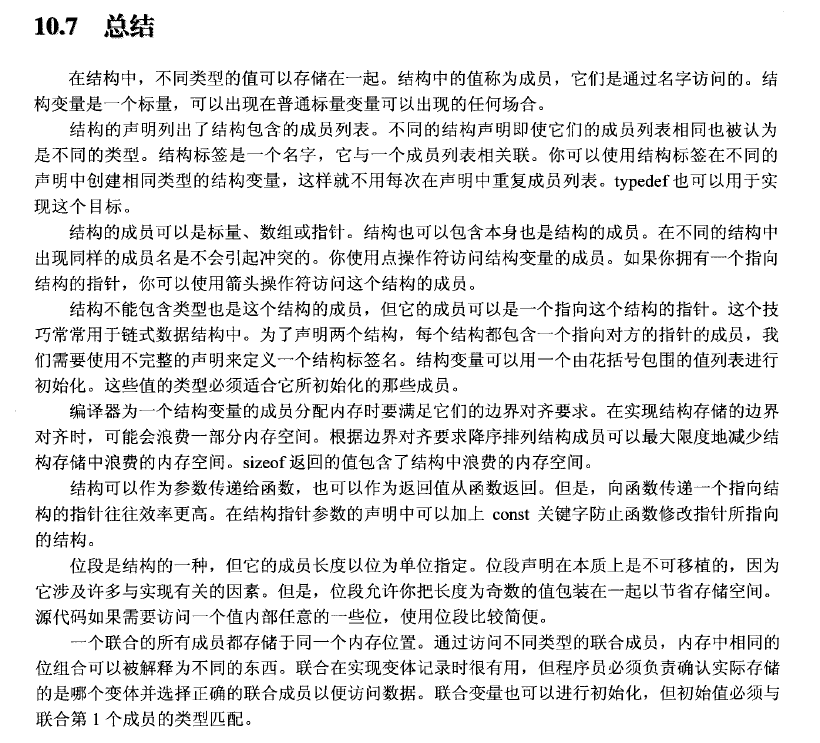 10.7 总结
在结构中，不同类型的值可以存储在一起。结构中的值称为成员，它们是通过名字访问的。结
构变量是一个标量，可以出现在普通标量变量可以出现的任何场合。
结构的声明列出了结构包含的成员列表。不同的结构声明即使它们的成员列表相同也被认为
是不同的类型。结构标签是一个名字，它与一个成员列表相关联。你可以使用结构标签在不同的
声明中创建相同类型的结构变量，这样就不用每次在声明中重复成员列表。typedef 也可以用于实
现这个目标。
结构的成员可以是标量、数组或指针。结构也可以包含本身也是结构的成员。在不同的结构中
出现同样的成员名是不会引起冲突的。你使用点操作符访问结构变量的成员。如果你拥有一个指向
结构的指针，你可以使用箭头操作符访问这个结构的成员。
结构不能包含类型也是这个结构的成员，但它的成员可以是一个指向这个结构的指针。这个技
巧常常用于链式数据结构中。为了声明两个结构，每个结构都包含一个指向对方的指针的成员，我
们需要使用不完整的声明来定义一个结构标签名。结构变量可以用一个由花括号包围的值列表进行
初始化。这些值的类型必须适合它所初始化的那些成员。
编译器为一个结构变量的成员分配内存时要满足它们的边界对齐要求。在实现结构存储的边界
对齐时，可能会浪费一部分内存空间。根据边界对齐要求降序排列结构成员可以最大限度地减少结
构存储中浪费的内存空间。sizeof 返回的值包含了结构中浪费的内存空间。
结构可以作为参数传递给函数，也可以作为返回值从函数返回。但是，向函数传递一个指向结
构的指针往往效率更高。在结构指针参数的声明中可以加上 const 关键字防止函数修改指针所指向
的结构。
位段是结构的一种，但它的成员长度以位为单位指定。位段声明在本质上是不可移植的，因为
它涉及许多与实现有关的因素。但是，位段允许你把长度为奇数的值包装在一起以节省存储空间。
源代码如果需要访问一个值内部任意的一些位，使用位段比较简便。
一个联合的所有成员都存储于同一个内存位置。通过访问不同类型的联合成员，内存中相同的
位组合可以被解释为不同的东西。联合在实现变体记录时很有用，但程序员必须负责确认实际存储
的是哪个变体并选择正确的联合成员以便访问数据。联合变量也可以进行初始化，但初始值必须与
联合第 1 个成员的类型匹配。